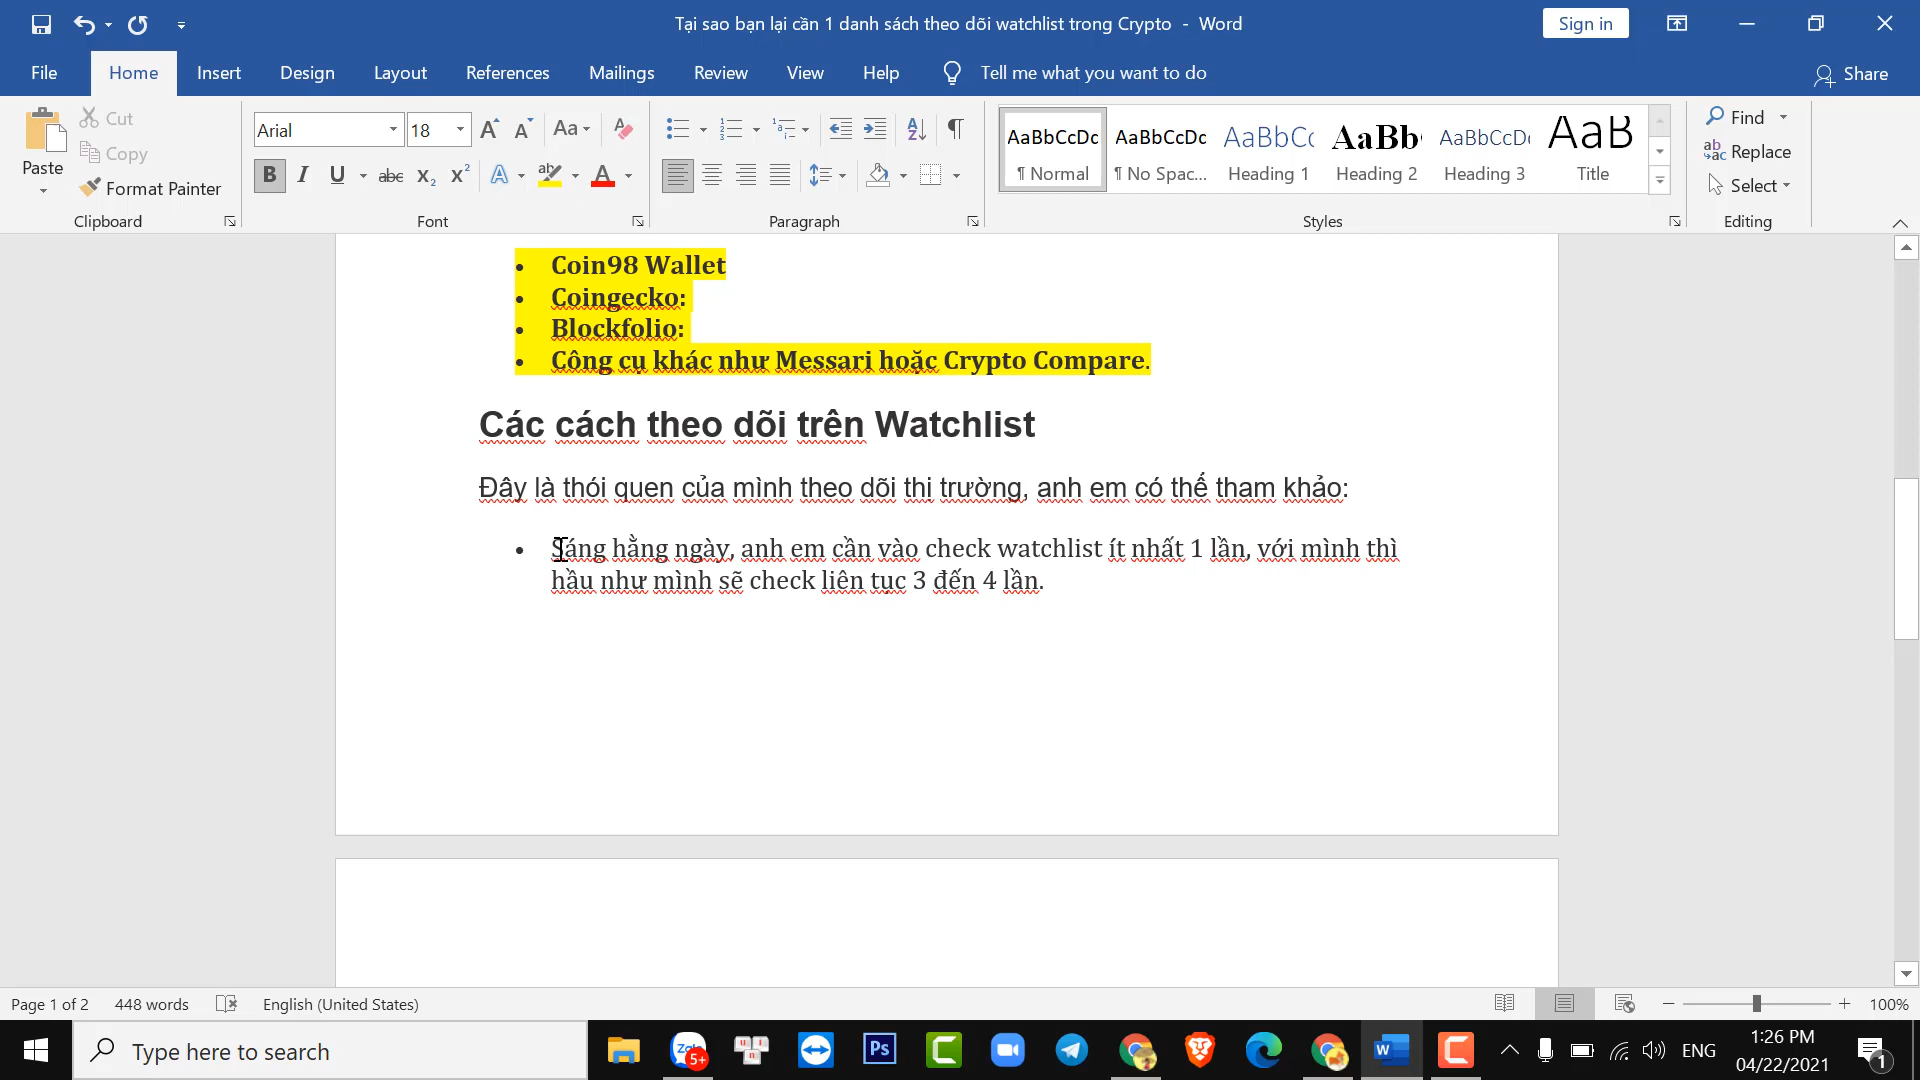 Tại sao bạn lại cần 1 danh sách theo dõi watchlist trong Crypto - Word
Sign in
File Home Insert Design Layout References Mailings Review View Help Tell me what you want to do
Share
Paste
Cut
Copy
Format Painter
Clipboard
Arial 18
Font
Paragraph
AaBbCcDc AaBbCcDc AaBbCc AaBb AaBbCcDc AaB
¶ Normal ¶ No Spac... Heading 1 Heading 2 Heading 3 Title
Styles
Find
Replace
Select
Editing
• Coin98 Wallet
• Coingecko:
• Blockfolio:
• Công cụ khác như Messari hoặc Crypto Compare.
Các cách theo dõi trên Watchlist
Đây là thói quen của mình theo dõi thị trường, anh em có thế tham khảo:
• Sáng hằng ngày, anh em cần vào check watchlist ít nhất 1 lần, với mình thì
hầu như mình sẽ check liên tục 3 đến 4 lần.
Page 1 of 2 448 words English (United States)
100%
Type here to search
Zalo 5+
Ps
ENG
1:26 PM
04/22/2021
1